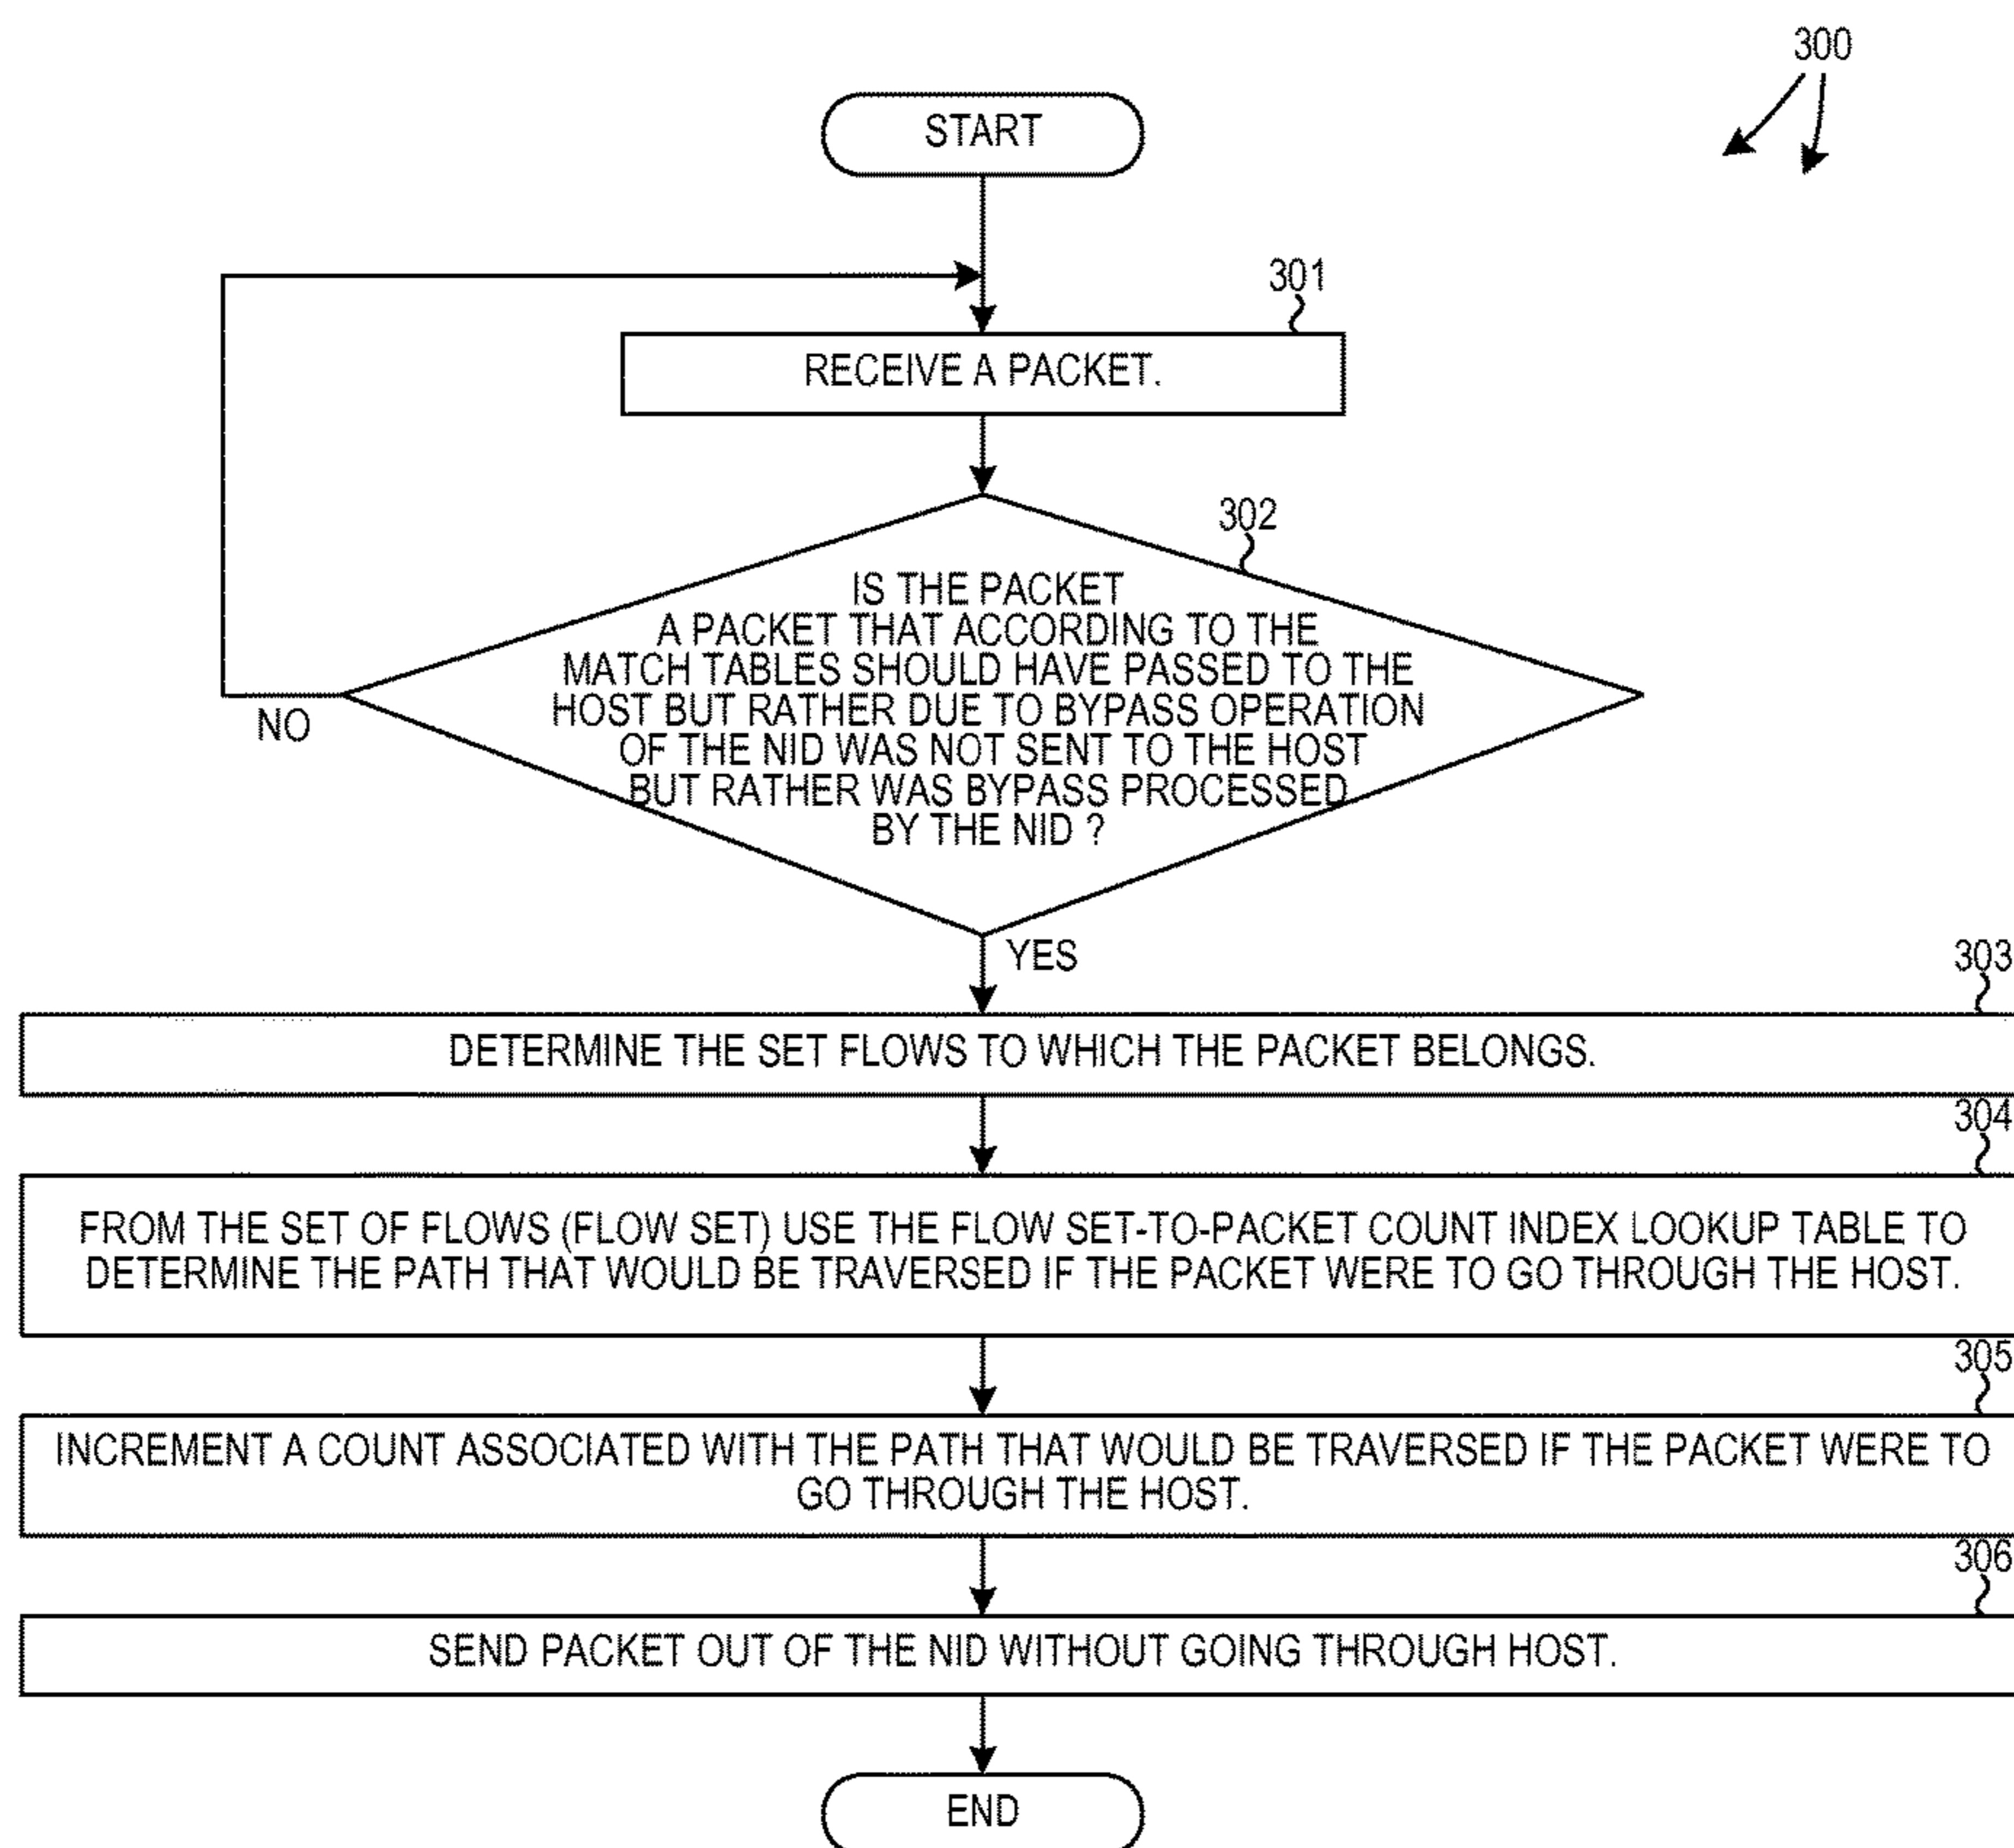 300
START
301
RECEIVE A PACKET.
302
IS THE PACKET
A PACKET THAT ACCORDING TO THE
MATCH TABLES SHOULD HAVE PASSED TO THE
HOST BUT RATHER DUE TO BYPASS OPERATION
OF THE NID WAS NOT SENT TO THE HOST
BUT RATHER WAS BYPASS PROCESSED
BY THE NID ?
NO
YES
303
DETERMINE THE SET FLOWS TO WHICH THE PACKET BELONGS.
304
FROM THE SET OF FLOWS (FLOW SET) USE THE FLOW SET-TO-PACKET COUNT INDEX LOOKUP TABLE TO
DETERMINE THE PATH THAT WOULD BE TRAVERSED IF THE PACKET WERE TO GO THROUGH THE HOST.
305
INCREMENT A COUNT ASSOCIATED WITH THE PATH THAT WOULD BE TRAVERSED IF THE PACKET WERE TO
GO THROUGH THE HOST.
306
SEND PACKET OUT OF THE NID WITHOUT GOING THROUGH HOST.
END